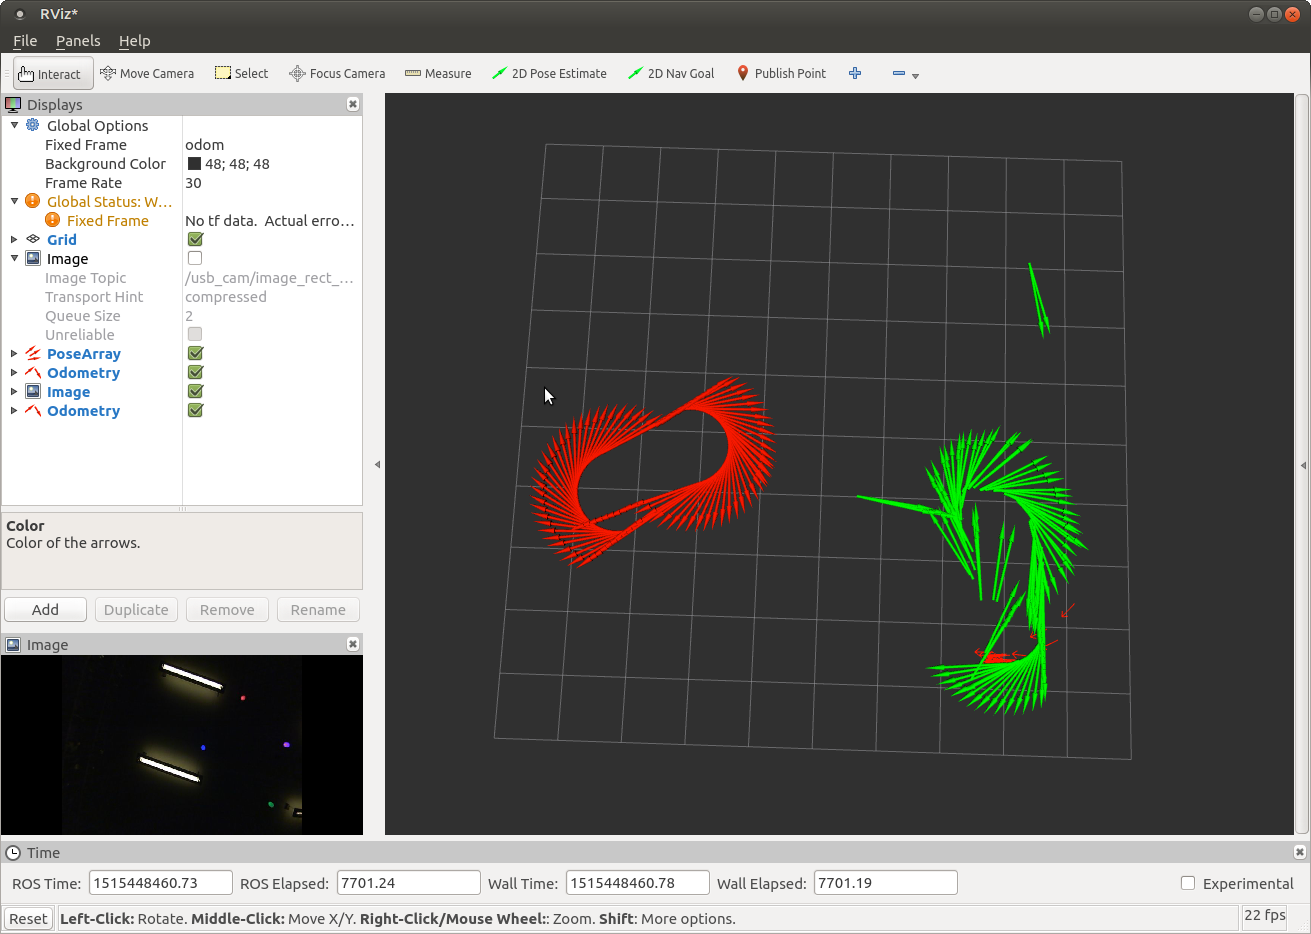 RViz*
File Panels Help
Interact Move Camera Select Focus Camera Measure 2D Pose Estimate 2D Nav Goal Publish Point
Displays
Global Options
Fixed Frame odom
Background Color 48; 48; 48
Frame Rate 30
Global Status: W...
Fixed Frame No tf data.  Actual erro...
Grid
Image
Image Topic /usb_cam/image_rect_...
Transport Hint compressed
Queue Size 2
Unreliable
PoseArray
Odometry
Image
Odometry
Color
Color of the arrows.
Add Duplicate Remove Rename
Image
Time
ROS Time: 1515448460.73 ROS Elapsed: 7701.24 Wall Time: 1515448460.78 Wall Elapsed: 7701.19 Experimental
Reset Left-Click: Rotate. Middle-Click: Move X/Y. Right-Click/Mouse Wheel:: Zoom. Shift: More options. 22 fps